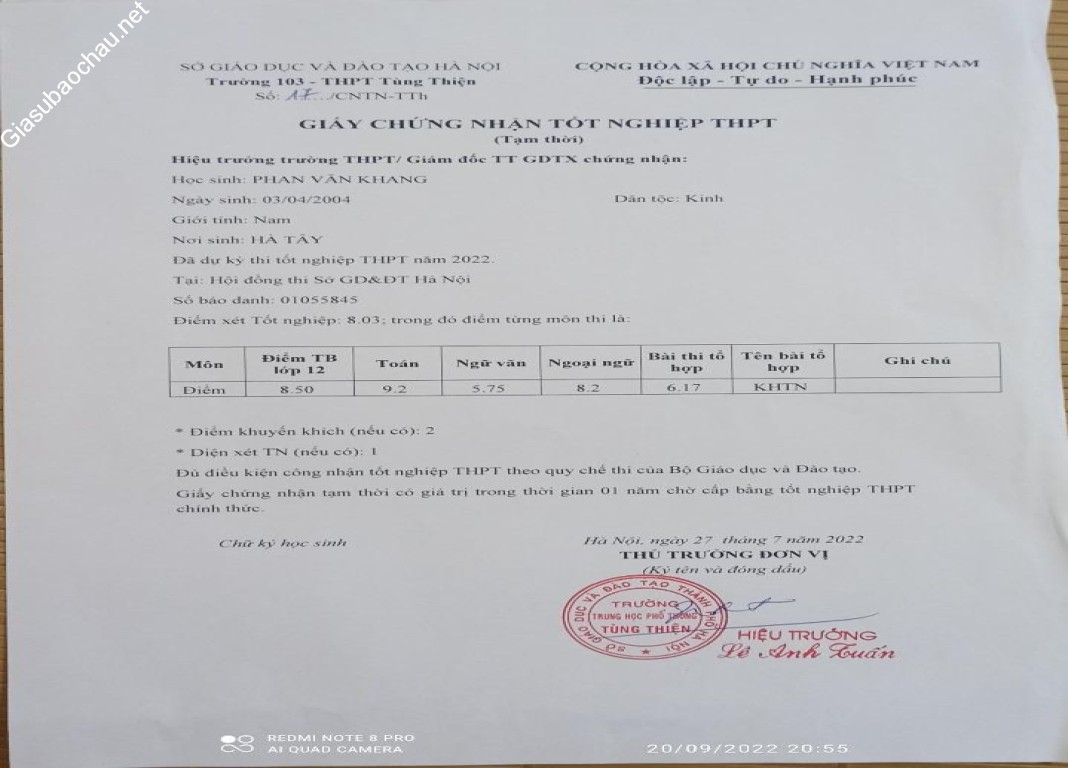 Giasubaochau.net
SỞ GIÁO DỤC VÀ ĐÀO TẠO HÀ NỘI
Trường 103 - THPT Tùng Thiện
Số: 17.../CNTN-TTh
CỘNG HÒA XÃ HỘI CHỦ NGHĨA VIỆT NAM
Độc lập - Tự do - Hạnh phúc
GIẤY CHỨNG NHẬN TỐT NGHIỆP THPT
(Tạm thời)
Hiệu trưởng trường THPT/ Giám đốc TT GDTX chứng nhận:
Học sinh: PHAN VĂN KHANG
Ngày sinh: 03/04/2004 Dân tộc: Kinh
Giới tính: Nam
Nơi sinh: HÀ TÂY
Đã dự kỳ thi tốt nghiệp THPT năm 2022.
Tại: Hội đồng thi Sở GD&ĐT Hà Nội
Số báo danh: 01055845
Điểm xét Tốt nghiệp: 8.03; trong đó điểm từng môn thi là:
Môn Điểm TB lớp 12 Toán Ngữ văn Ngoại ngữ Bài thi tổ hợp Tên bài tổ hợp Ghi chú
Điểm 8.50 9.2 5.75 8.2 6.17 KHTN
* Điểm khuyến khích (nếu có): 2
* Diện xét TN (nếu có): 1
Đủ điều kiện công nhận tốt nghiệp THPT theo quy chế thi của Bộ Giáo dục và Đào tạo.
Giấy chứng nhận tạm thời có giá trị trong thời gian 01 năm chờ cấp bằng tốt nghiệp THPT
chính thức.
Chữ ký học sinh
Hà Nội, ngày 27 tháng 7 năm 2022
THỦ TRƯỞNG ĐƠN VỊ
(Ký tên và đóng dấu)
SỞ GIÁO DỤC VÀ ĐÀO TẠO THÀNH PHỐ HÀ NỘI
TRƯỜNG
TRUNG HỌC PHỔ THÔNG
TÙNG THIỆN
HIỆU TRƯỞNG
Lê Anh Tuấn
REDMI NOTE 8 PRO
AI QUAD CAMERA
20/09/2022 20:55